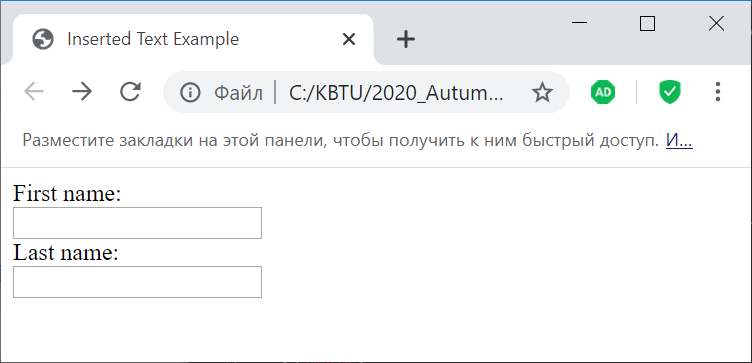 Inserted Text Example
Файл | C:/KBTU/2020_Autum...
AD
Разместите закладки на этой панели, чтобы получить к ним быстрый доступ. И...
First name:
Last name: